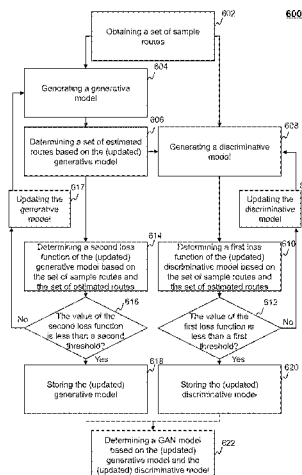 600
602
Obtaining a set of sample
routes
604
Generating a generative
model
606
Determining a set of estimated
routes based on the (updated)
generative model
608
Generating a discriminative
model
617
Updating the
generative model
Updating the
discriminative
model
614
Determining a second loss
function of the (updated)
generative model based on
the set of sample routes and
the set of estimated routes
610
Determining a first loss
function of the (updated)
discriminative model based on
the set of sample routes and
the set of estimated routes
616
The value of the
second loss function is
less than a second
threshold?
612
The value of the
first loss function is
less than a first
threshold?
No
No
Yes
Yes
618
Storing the (updated)
generative model
620
Storing the (updated)
discriminative model
622
Determining a GAN model
based on the (updated)
generative model and the
(updated) discriminative model